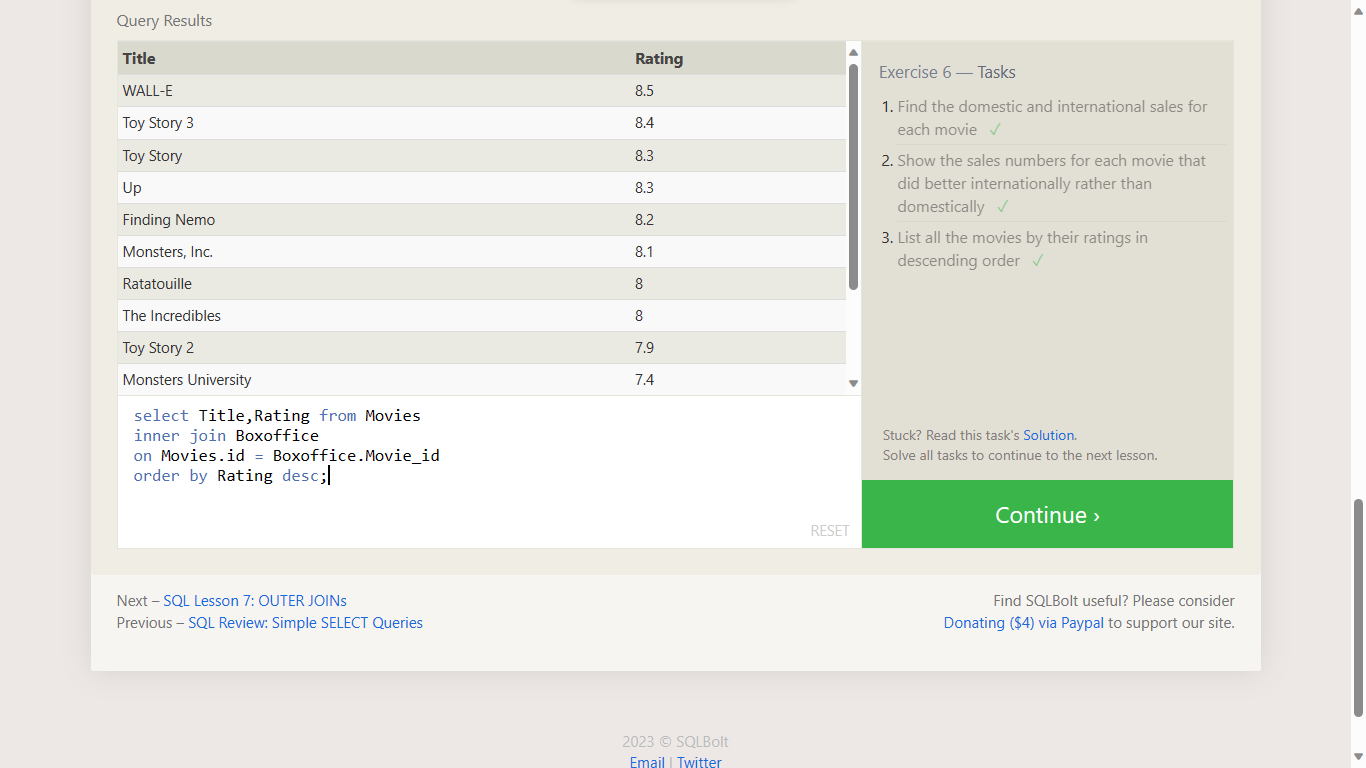 Query Results
Title Rating
WALL-E 8.5
Toy Story 3 8.4
Toy Story 8.3
Up 8.3
Finding Nemo 8.2
Monsters, Inc. 8.1
Ratatouille 8
The Incredibles 8
Toy Story 2 7.9
Monsters University 7.4
select Title,Rating from Movies
inner join Boxoffice
on Movies.id = Boxoffice.Movie_id
order by Rating desc;
RESET
Exercise 6 — Tasks
1. Find the domestic and international sales for
each movie ✓
2. Show the sales numbers for each movie that
did better internationally rather than
domestically ✓
3. List all the movies by their ratings in
descending order ✓
Stuck? Read this task's Solution.
Solve all tasks to continue to the next lesson.
Continue ›
Next – SQL Lesson 7: OUTER JOINs
Previous – SQL Review: Simple SELECT Queries
Find SQLBolt useful? Please consider
Donating ($4) via Paypal to support our site.
2023 © SQLBolt
Email | Twitter